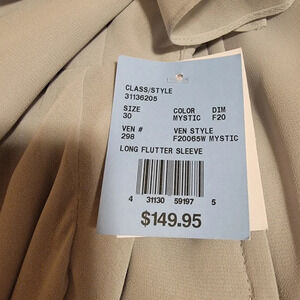 CLASS/STYLE
31136205
SIZE COLOR DIM
30 MYSTIC F20
VEN # VEN STYLE
298 F20065W MYSTIC
LONG FLUTTER SLEEVE
4 31130 59197 5
$149.95